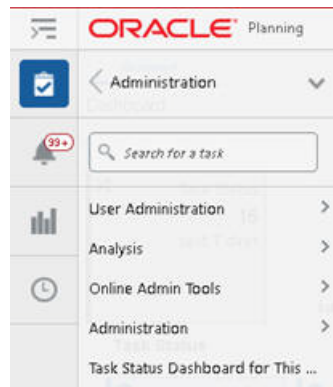 ORACLE® Planning
Administration
99+
Search for a task
User Administration
Analysis
Online Admin Tools
Administration
Task Status Dashboard for This ...